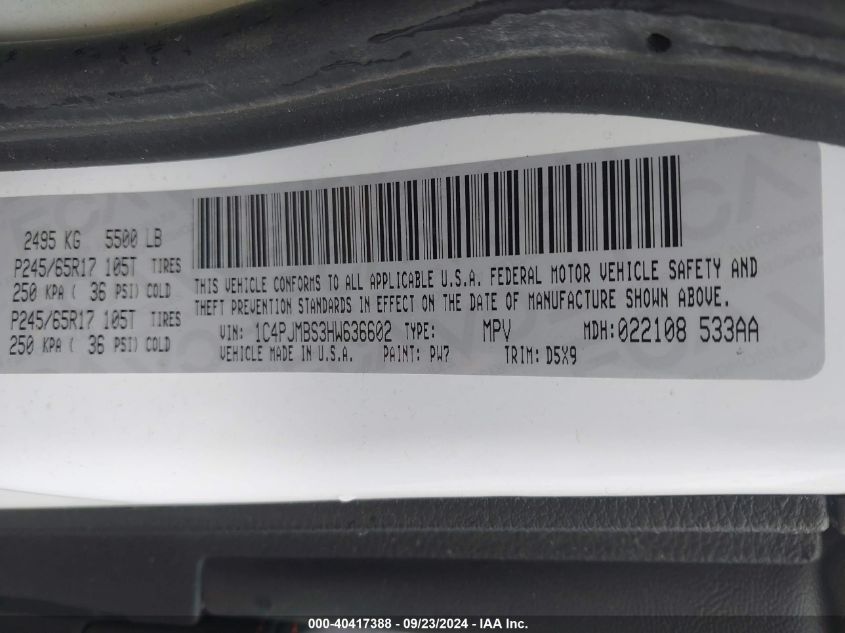 2495 KG 5500 LB
P245/65R17 105T TIRES
250 KPA ( 36 PSI) COLD
P245/65R17 105T TIRES
250 KPA ( 36 PSI) COLD
THIS VEHICLE CONFORMS TO ALL APPLICABLE U.S.A. FEDERAL MOTOR VEHICLE SAFETY AND
THEFT PREVENTION STANDARDS IN EFFECT ON THE DATE OF MANUFACTURE SHOWN ABOVE.
VIN: 1C4PJMBS3HW636602 TYPE: MPV MDH:022108 533AA
VEHICLE MADE IN U.S.A. PAINT: PW7 TRIM: D5X9
000-40417388 - 09/23/2024 - IAA Inc.